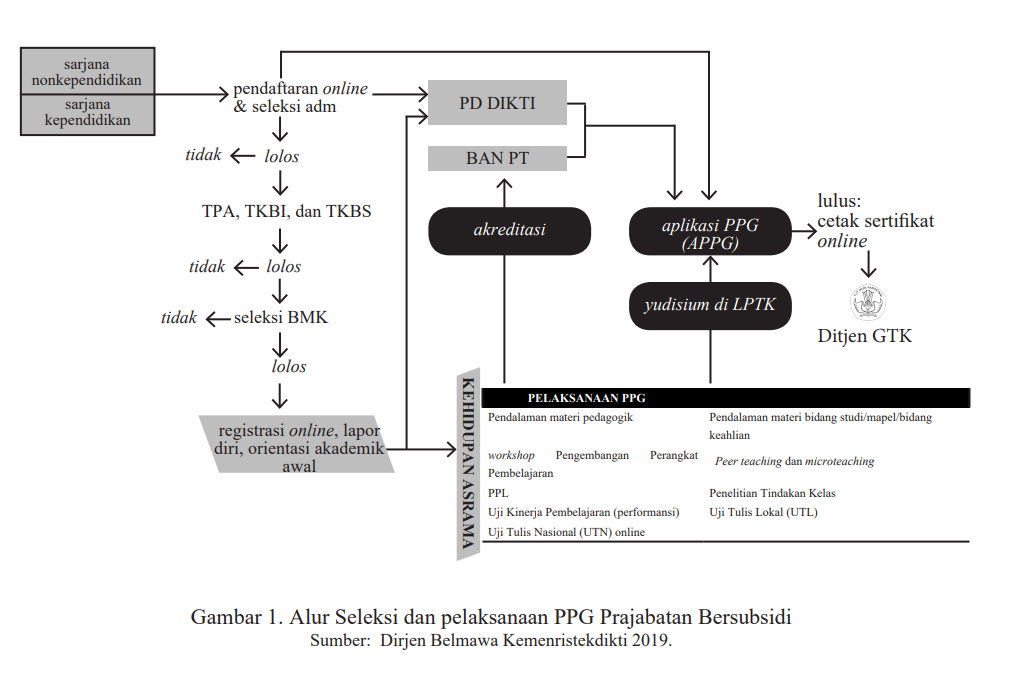 sarjana
nonkependidikan
sarjana
kependidikan
pendaftaran online
& seleksi adm
tidak
lolos
TPA, TKBI, dan TKBS
tidak
lolos
tidak
seleksi BMK
lolos
registrasi online, lapor
diri, orientasi akademik
awal
PD DIKTI
BAN PT
akreditasi
aplikasi PPG
(APPG)
yudisium di LPTK
lulus:
cetak sertifikat
online
Ditjen GTK
KEHIDUPAN ASRAMA
PELAKSANAAN PPG
Pendalaman materi pedagogik
Pendalaman materi bidang studi/mapel/bidang
keahlian
workshop Pengembangan Perangkat
Pembelajaran
Peer teaching dan microteaching
PPL
Penelitian Tindakan Kelas
Uji Kinerja Pembelajaran (performansi)
Uji Tulis Lokal (UTL)
Uji Tulis Nasional (UTN) online
Gambar 1. Alur Seleksi dan pelaksanaan PPG Prajabatan Bersubsidi
Sumber: Dirjen Belmawa Kemenristekdikti 2019.